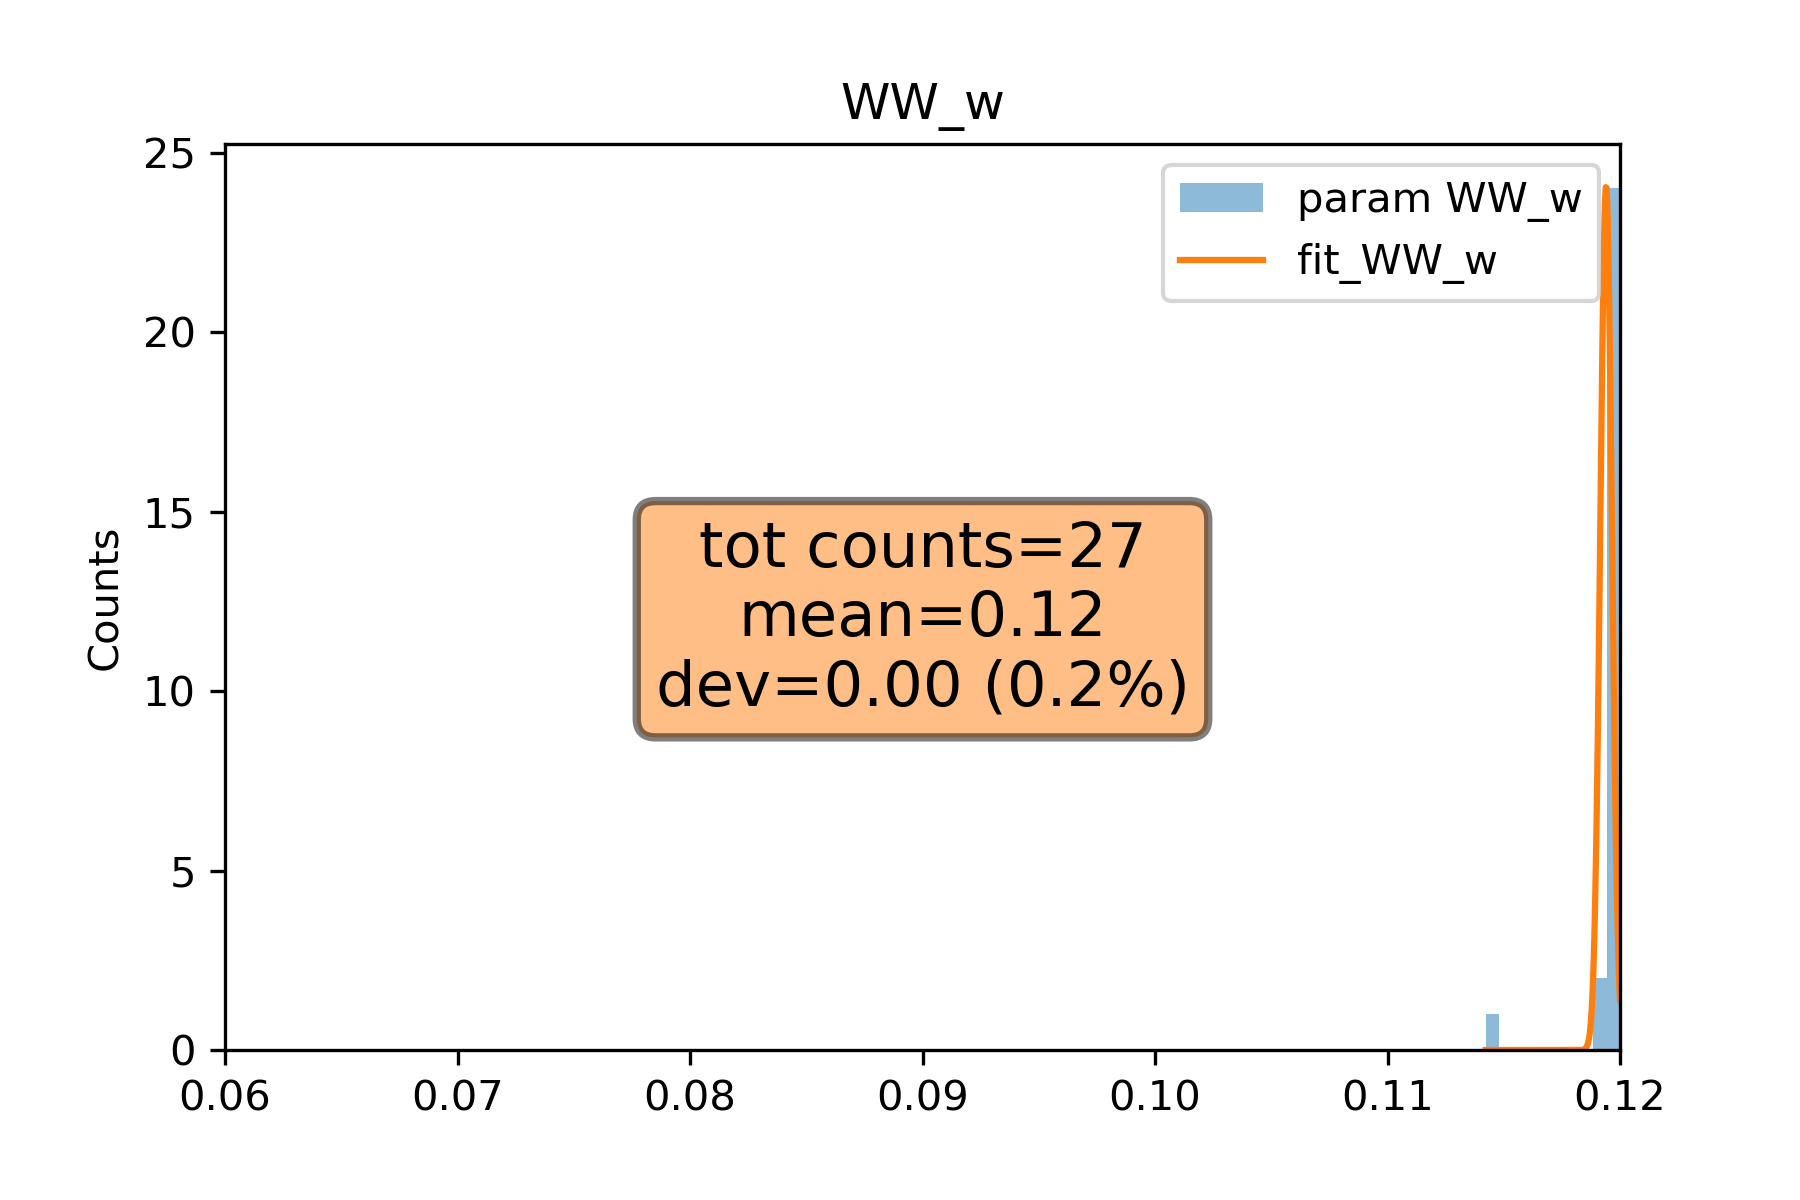 WW_w
25
20
15
10
5
0
Counts
param WW_w
fit_WW_w
tot counts=27
mean=0.12
dev=0.00 (0.2%)
0.06 0.07 0.08 0.09 0.10 0.11 0.12